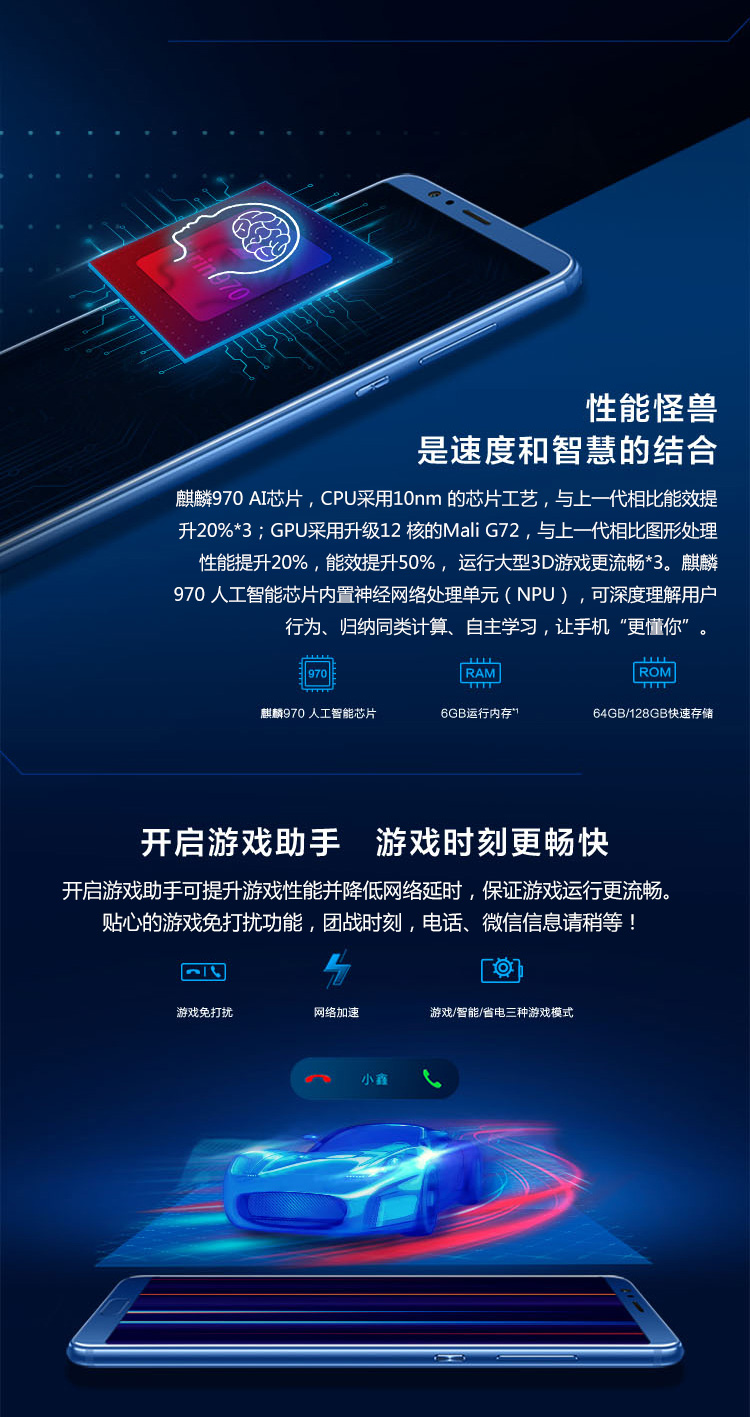 rin970
性能怪兽
是速度和智慧的结合
麒麟970 AI芯片，CPU采用10nm 的芯片工艺，与上一代相比能效提
升20%*3；GPU采用升级12 核的Mali G72，与上一代相比图形处理
性能提升20%，能效提升50%， 运行大型3D游戏更流畅*3。麒麟
970 人工智能芯片内置神经网络处理单元（NPU），可深度理解用户
行为、归纳同类计算、自主学习，让手机“更懂你”。
970 RAM ROM
麒麟970 人工智能芯片 6GB运行内存*1 64GB/128GB快速存储
开启游戏助手 游戏时刻更畅快
开启游戏助手可提升游戏性能并降低网络延时，保证游戏运行更流畅。
贴心的游戏免打扰功能，团战时刻，电话、微信信息请稍等！
游戏免打扰 网络加速 游戏/智能/省电三种游戏模式
小鑫